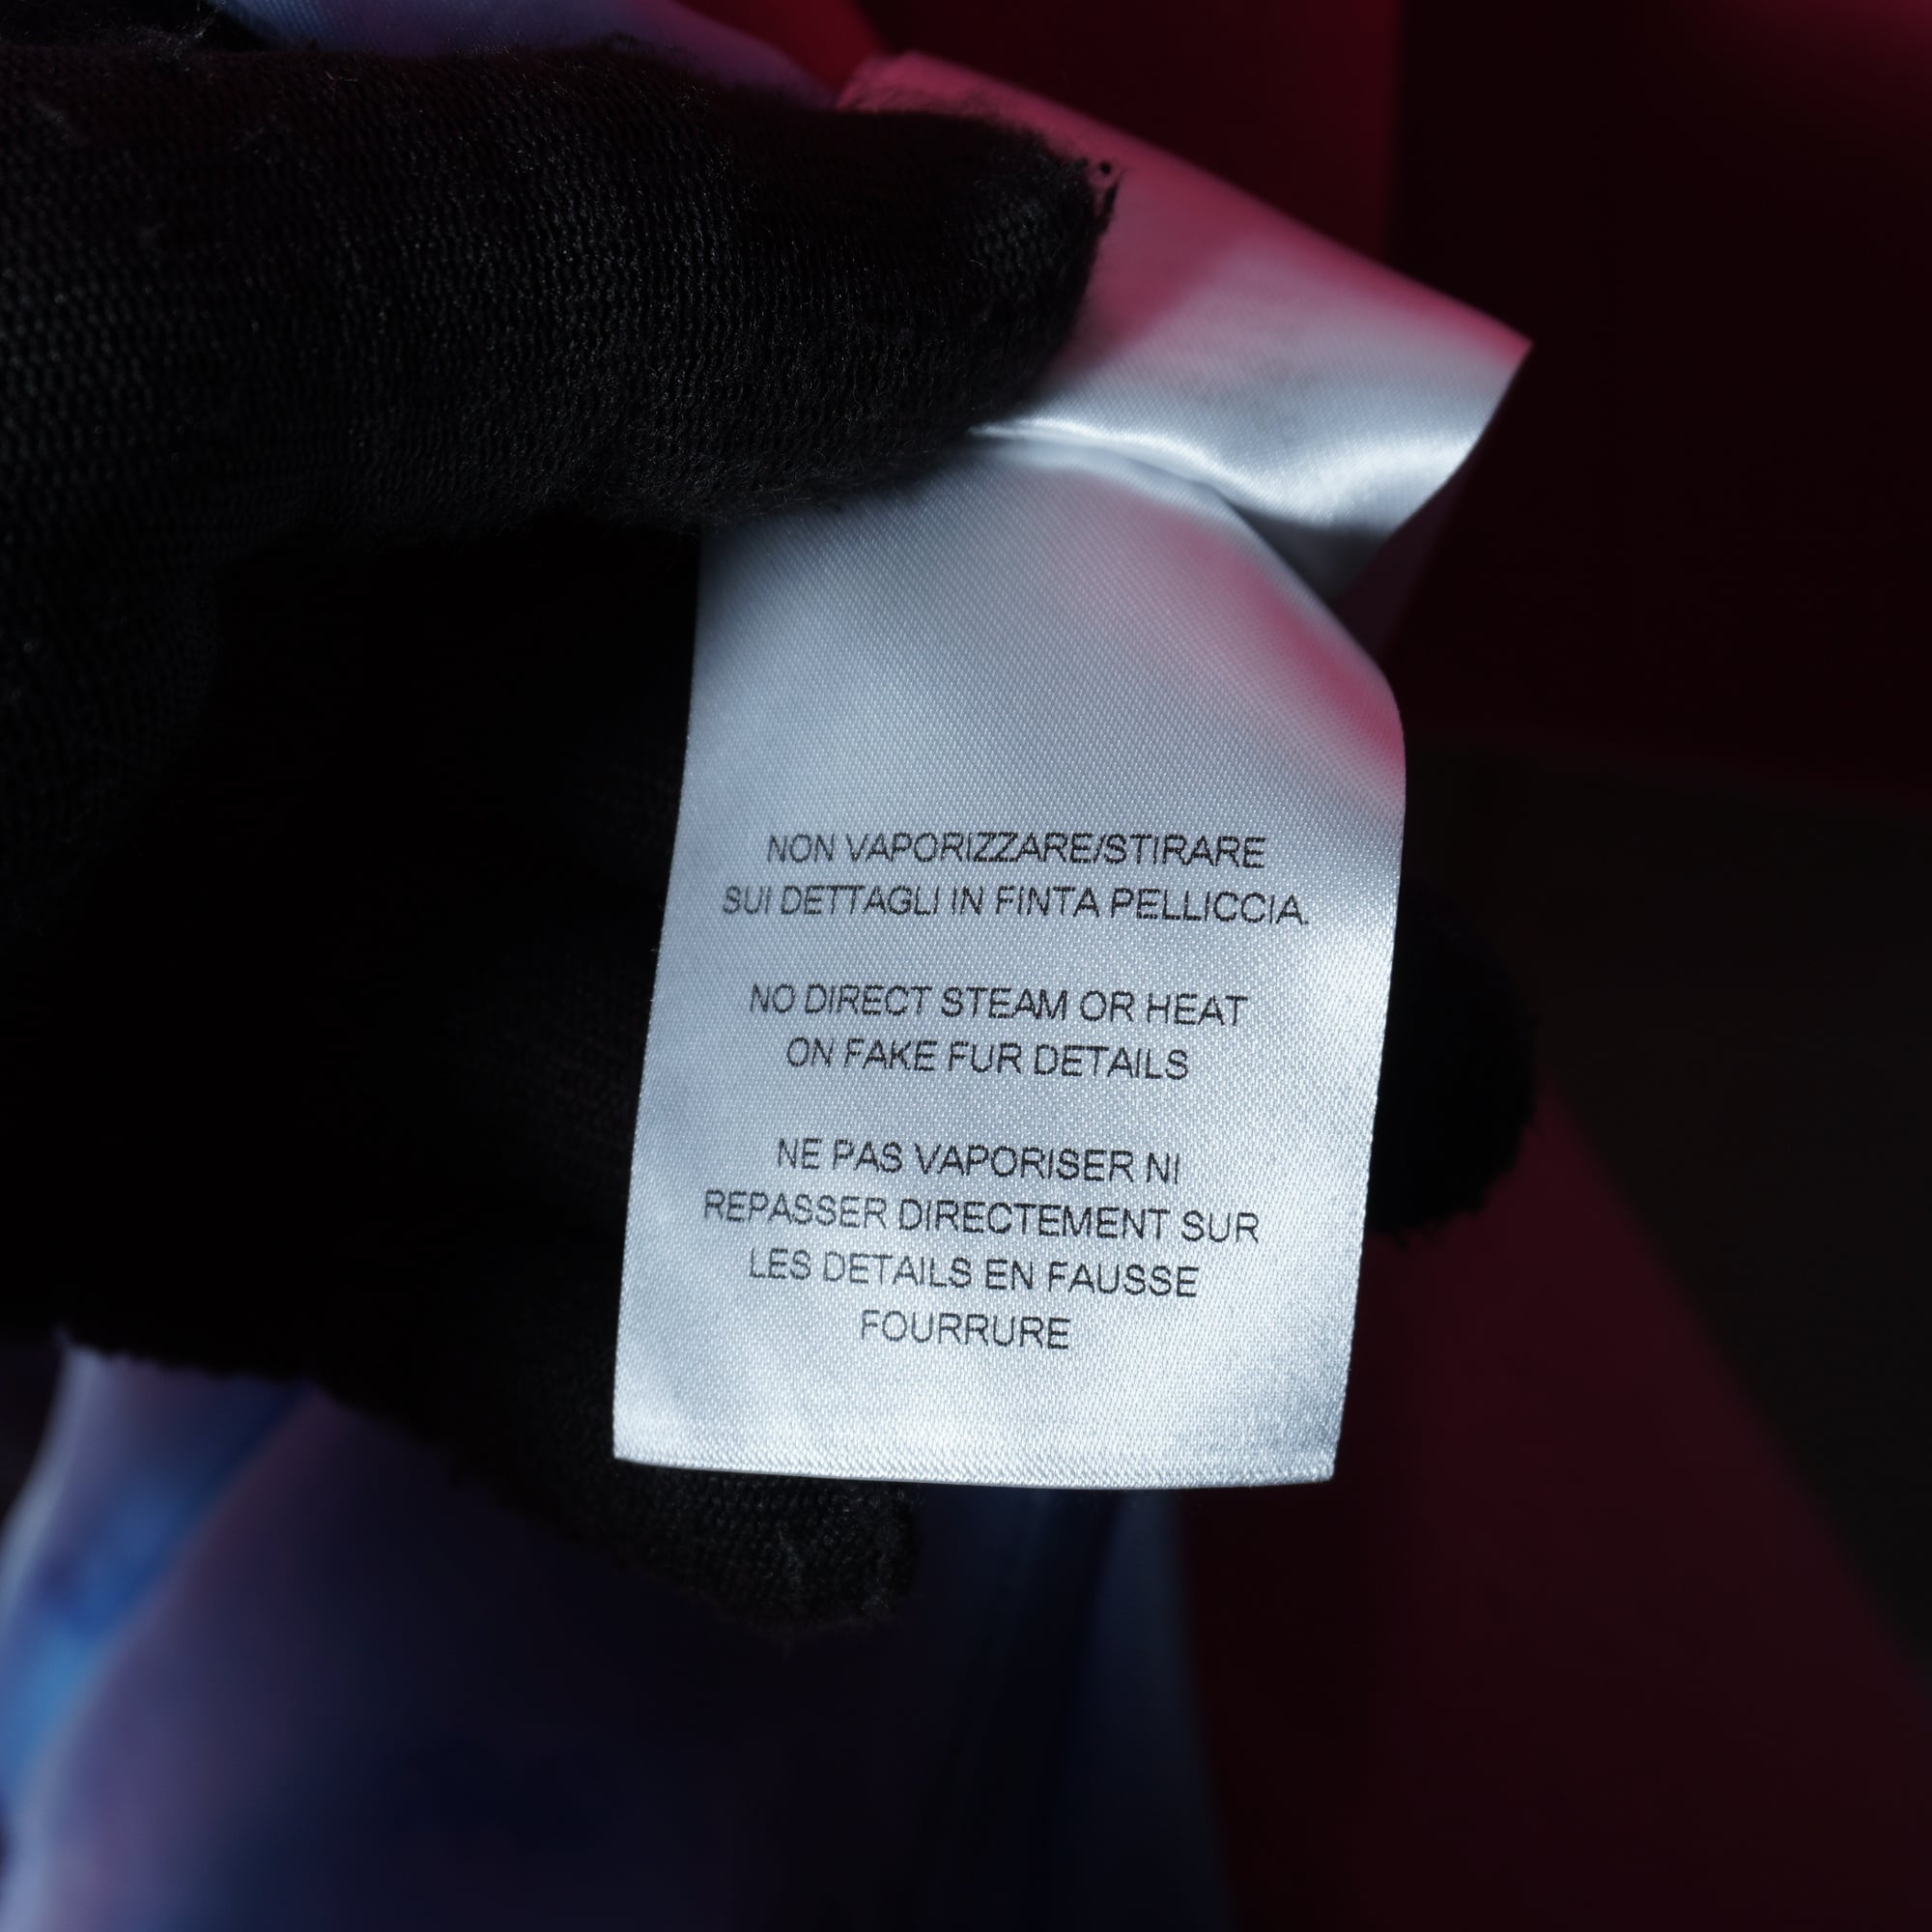 NON VAPORIZZARE/STIRARE
SUI DETTAGLI IN FINTA PELLICCIA.
NO DIRECT STEAM OR HEAT
ON FAKE FUR DETAILS
NE PAS VAPORISER NI
REPASSER DIRECTEMENT SUR
LES DETAILS EN FAUSSE
FOURRURE